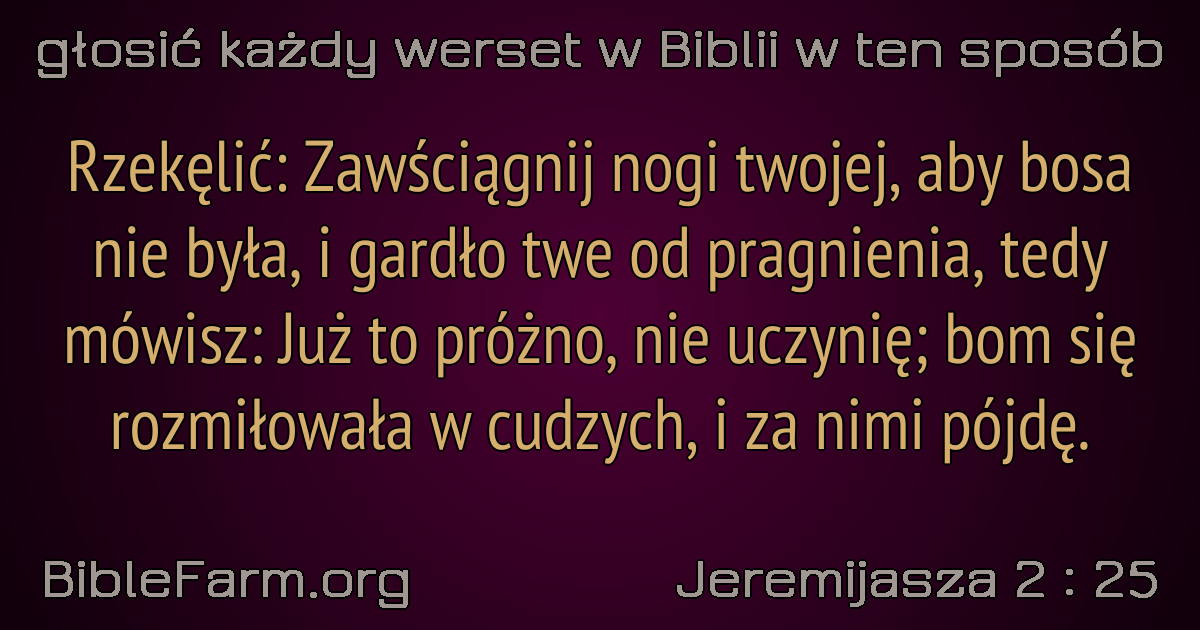 głosić każdy werset w Biblii w ten sposób
Rzekęlić: Zawściągnij nogi twojej, aby bosa
nie była, i gardło twe od pragnienia, tedy
mówisz: Już to próżno, nie uczynię; bom się
rozmiłowała w cudzych, i za nimi pójdę.
BibleFarm.org
Jeremijasza 2 : 25